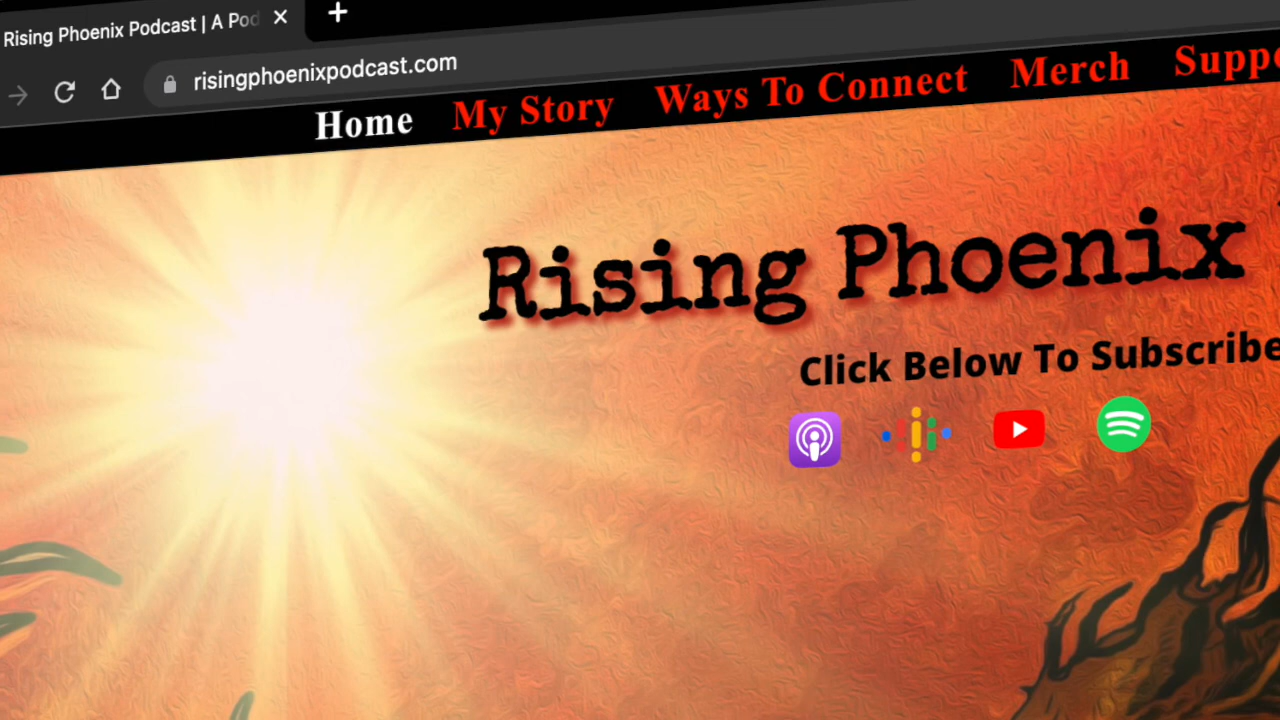 Rising Phoenix Podcast | A Pod
risingphoenixpodcast.com
Home My Story Ways To Connect Merch Suppo
Rising Phoenix
Click Below To Subscribe